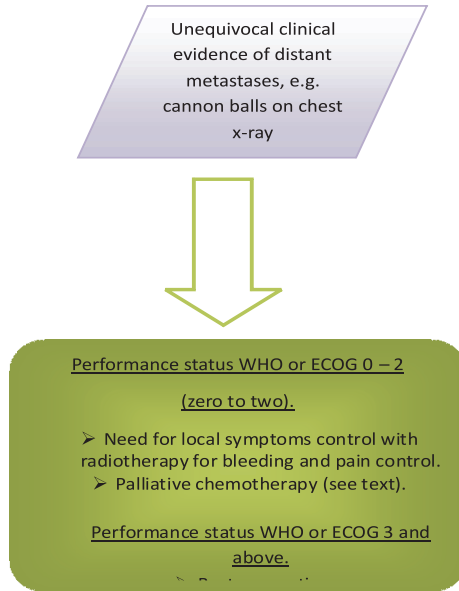 Unequivocal clinical
evidence of distant
metastases, e.g.
cannon balls on chest
x-ray
Performance status WHO or ECOG 0 – 2
(zero to two).
➢ Need for local symptoms control with
radiotherapy for bleeding and pain control.
➢ Palliative chemotherapy (see text).
Performance status WHO or ECOG 3 and
above.